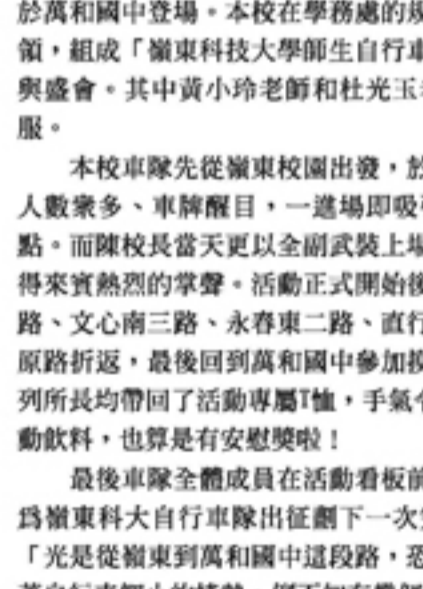 於萬和國中登場。本校在學務處的規
領，組成「嶺東科技大學師生自行車
與盛會。其中黃小玲老師和杜光玉
服。
本校車隊先從嶺東校園出發，於
人數衆多、車牌醒目，一進場即吸
點。而陳校長當天更以全副武裝上場
得來賓熱烈的掌聲。活動正式開始後
路、文心南三路、永春東二路、直行
原路折返，最後回到萬和國中參加摸
列所長均帶回了活動專屬T恤，手氣
動飲料，也算是有安慰獎啦！
最後車隊全體成員在活動看板前
爲嶺東科大自行車隊出征劃下一次
「光是從嶺東到萬和國中這段路，恐